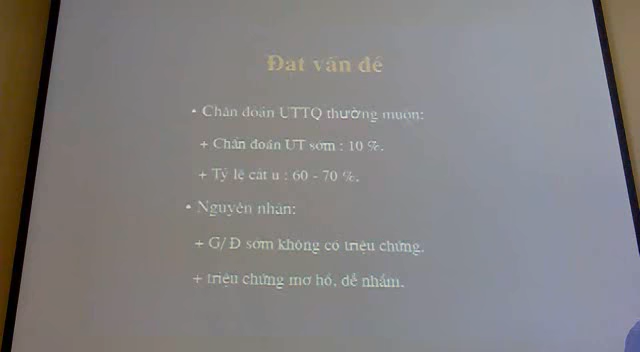 Đặt vấn đề
• Chẩn đoán UTTQ thường muộn:
+ Chẩn đoán UT sớm : 10 %.
+ Tỷ lệ cắt u : 60 - 70 %.
• Nguyên nhân:
+ G/ Đ sớm không có triệu chứng.
+ triệu chứng mơ hồ, dễ nhầm.